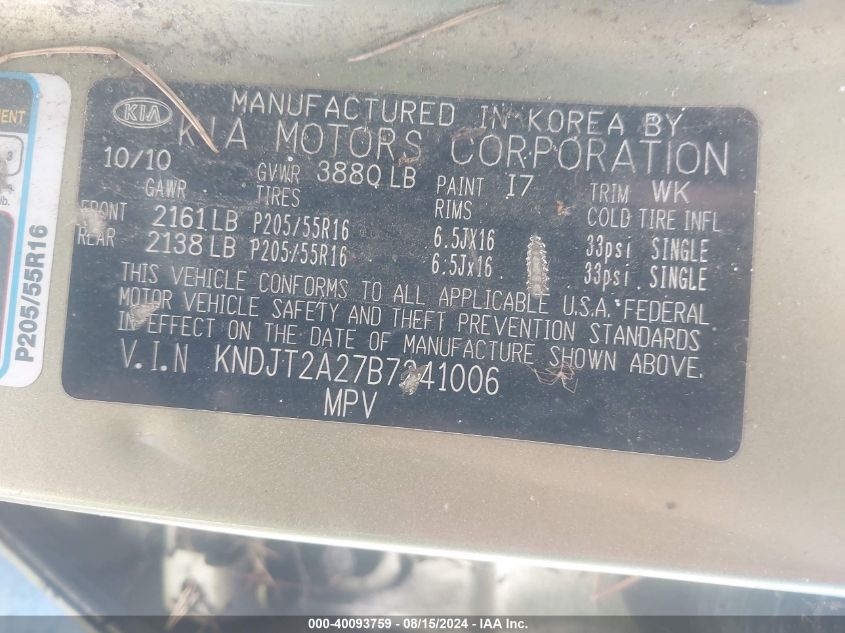 KIA
MANUFACTURED IN KOREA BY
KIA MOTORS CORPORATION
10/10 GVWR 3880 LB PAINT I7 TRIM WK
GAWR TIRES RIMS COLD TIRE INFL
FRONT 2161 LB P205/55R16 6.5JX16 33psi SINGLE
REAR 2138 LB P205/55R16 6.5Jx16 33psi SINGLE
THIS VEHICLE CONFORMS TO ALL APPLICABLE U.S.A. FEDERAL
MOTOR VEHICLE SAFETY AND THEFT PREVENTION STANDARDS
IN EFFECT ON THE DATE OF MANUFACTURE SHOWN ABOVE.
V.I.N KNDJT2A27B7241006
MPV
P205/55R16
000-40093759 - 08/15/2024 - IAA Inc.